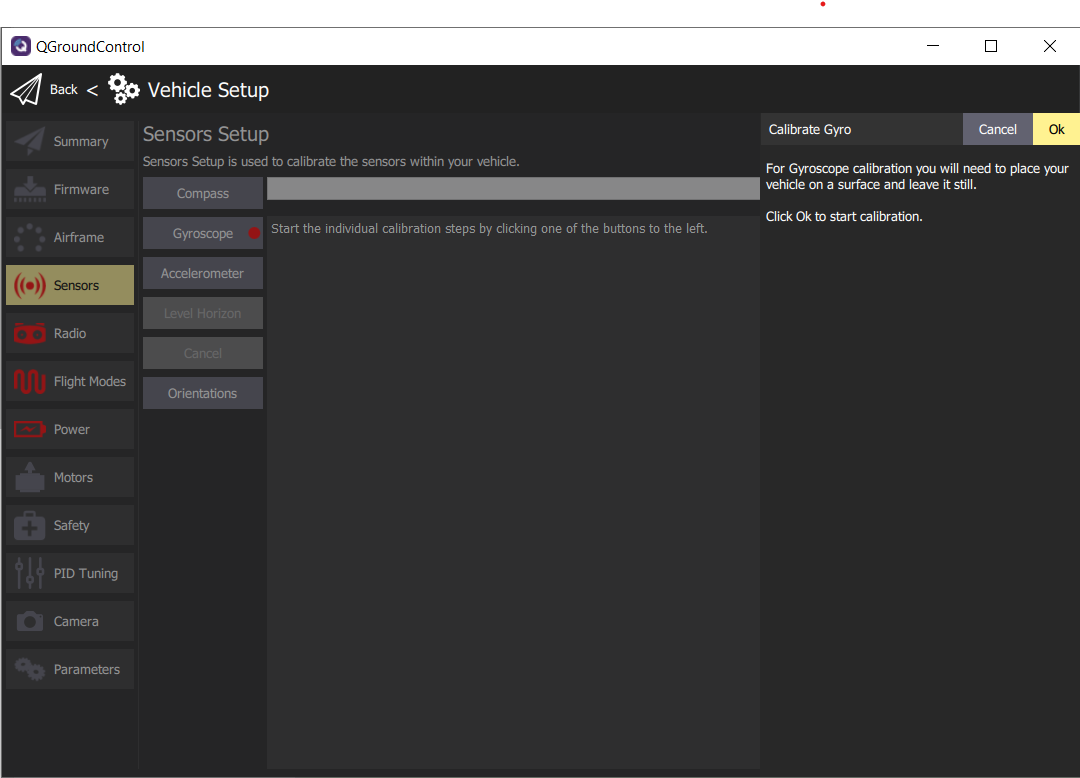 QGroundControl
Back < Vehicle Setup
Summary
Firmware
Airframe
Sensors
Radio
Flight Modes
Power
Motors
Safety
PID Tuning
Camera
Parameters
Sensors Setup
Sensors Setup is used to calibrate the sensors within your vehicle.
Compass
Gyroscope
Accelerometer
Level Horizon
Cancel
Orientations
Start the individual calibration steps by clicking one of the buttons to the left.
Calibrate Gyro
Cancel
Ok
For Gyroscope calibration you will need to place your
vehicle on a surface and leave it still.
Click Ok to start calibration.